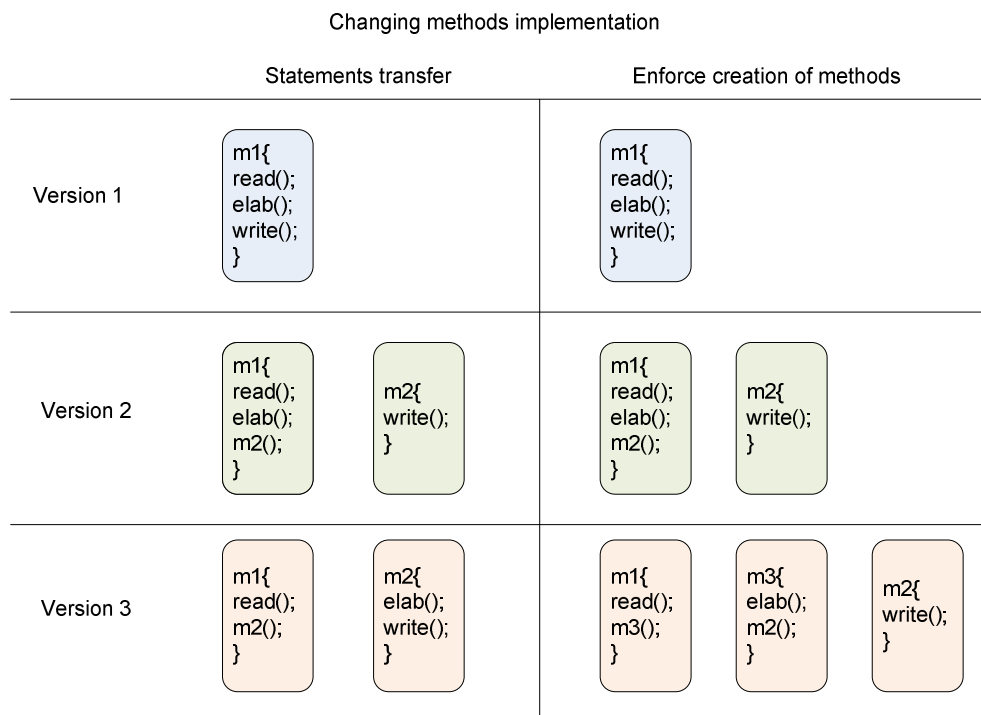 Changing methods implementation
Statements transfer
Enforce creation of methods
Version 1
m1{
read();
elab();
write();
}
m1{
read();
elab();
write();
}
Version 2
m1{
read();
elab();
m2();
}
m2{
write();
}
m1{
read();
elab();
m2();
}
m2{
write();
}
Version 3
m1{
read();
m2();
}
m2{
elab();
write();
}
m1{
read();
m3();
}
m3{
elab();
m2();
}
m2{
write();
}